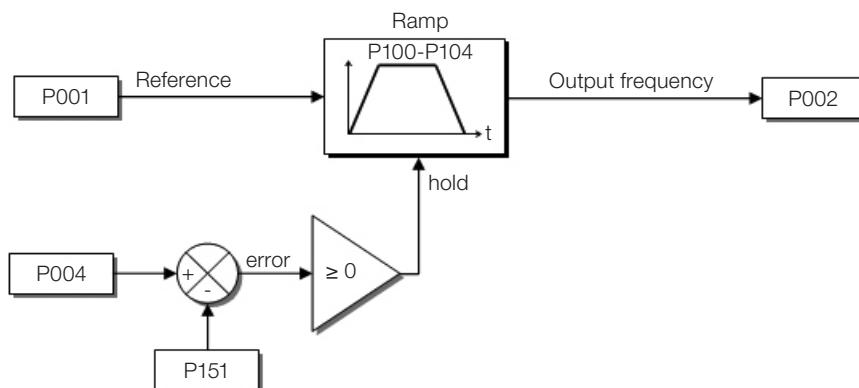 Ramp
P100-P104
t
P001
Reference
Output frequency
P002
hold
P004
+
-
error
≥ 0
P151